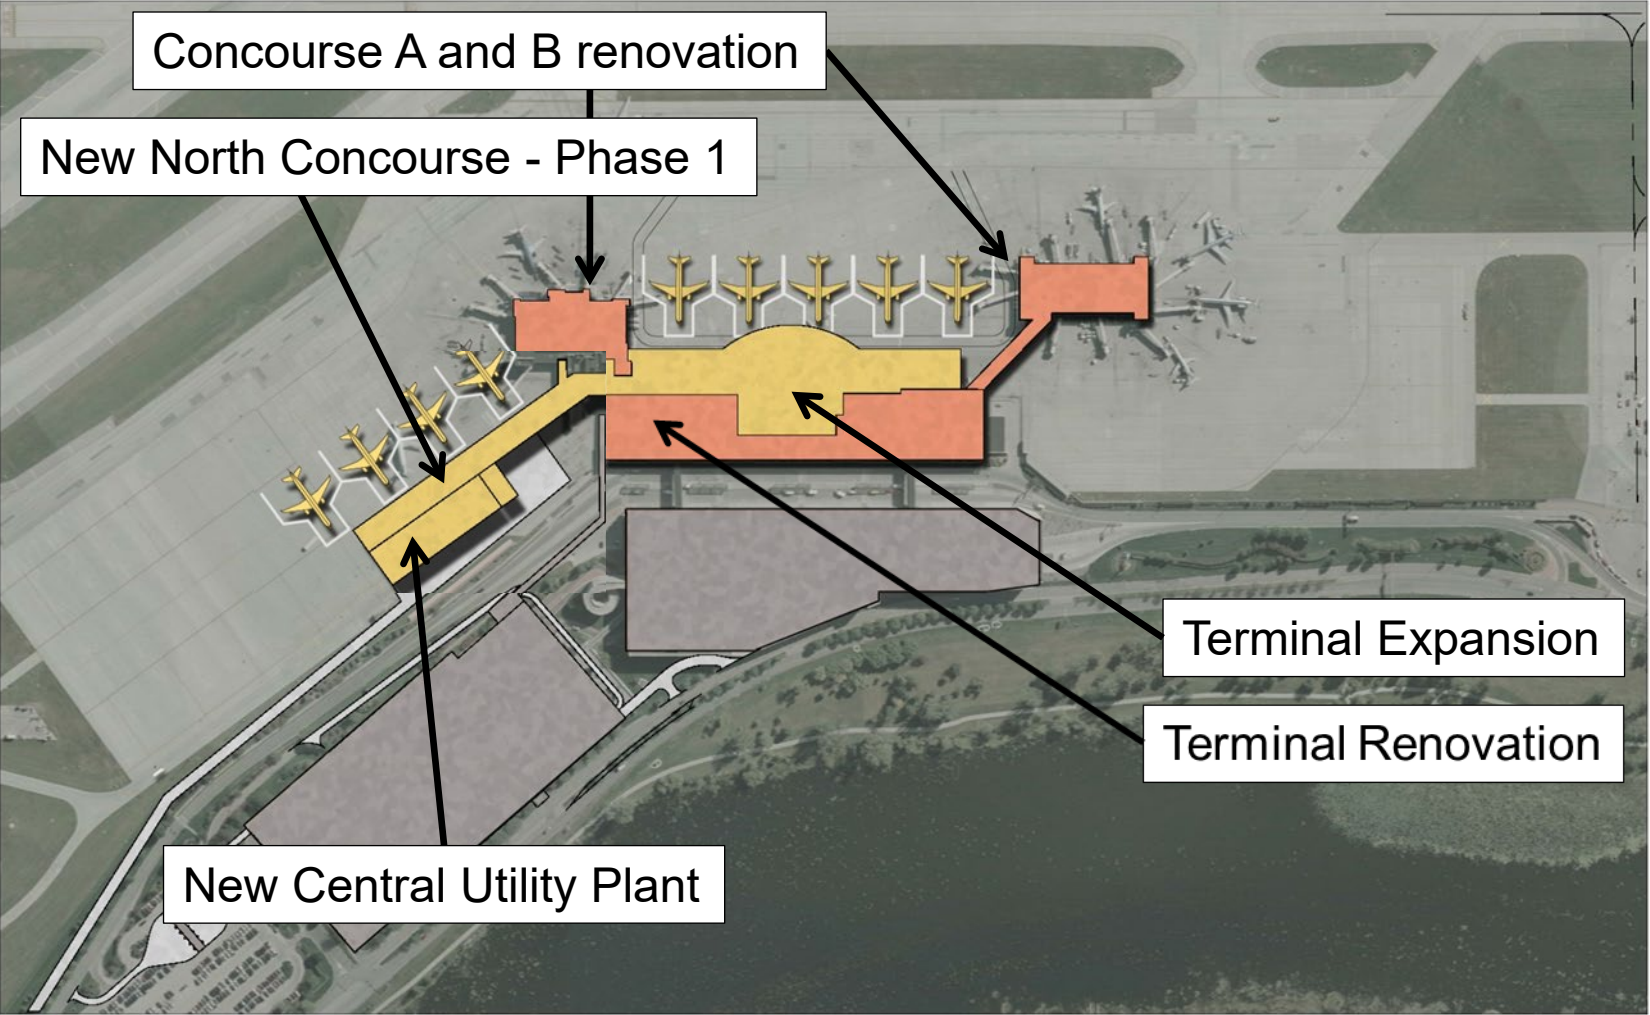 Concourse A and B renovation
New North Concourse - Phase 1
Terminal Expansion
Terminal Renovation
New Central Utility Plant